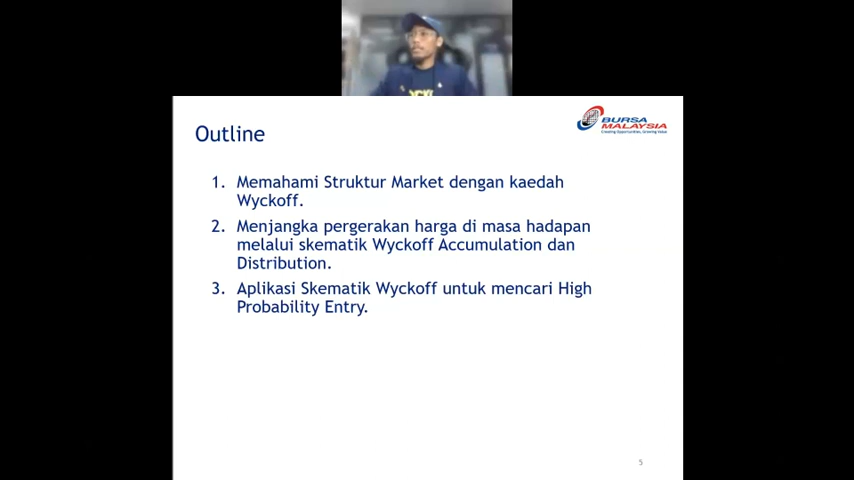 Outline
BURSA
MALAYSIA
1. Memahami Struktur Market dengan kaedah
Wyckoff.
2. Menjangka pergerakan harga di masa hadapan
melalui skematik Wyckoff Accumulation dan
Distribution.
3. Aplikasi Skematik Wyckoff untuk mencari High
Probability Entry.
5